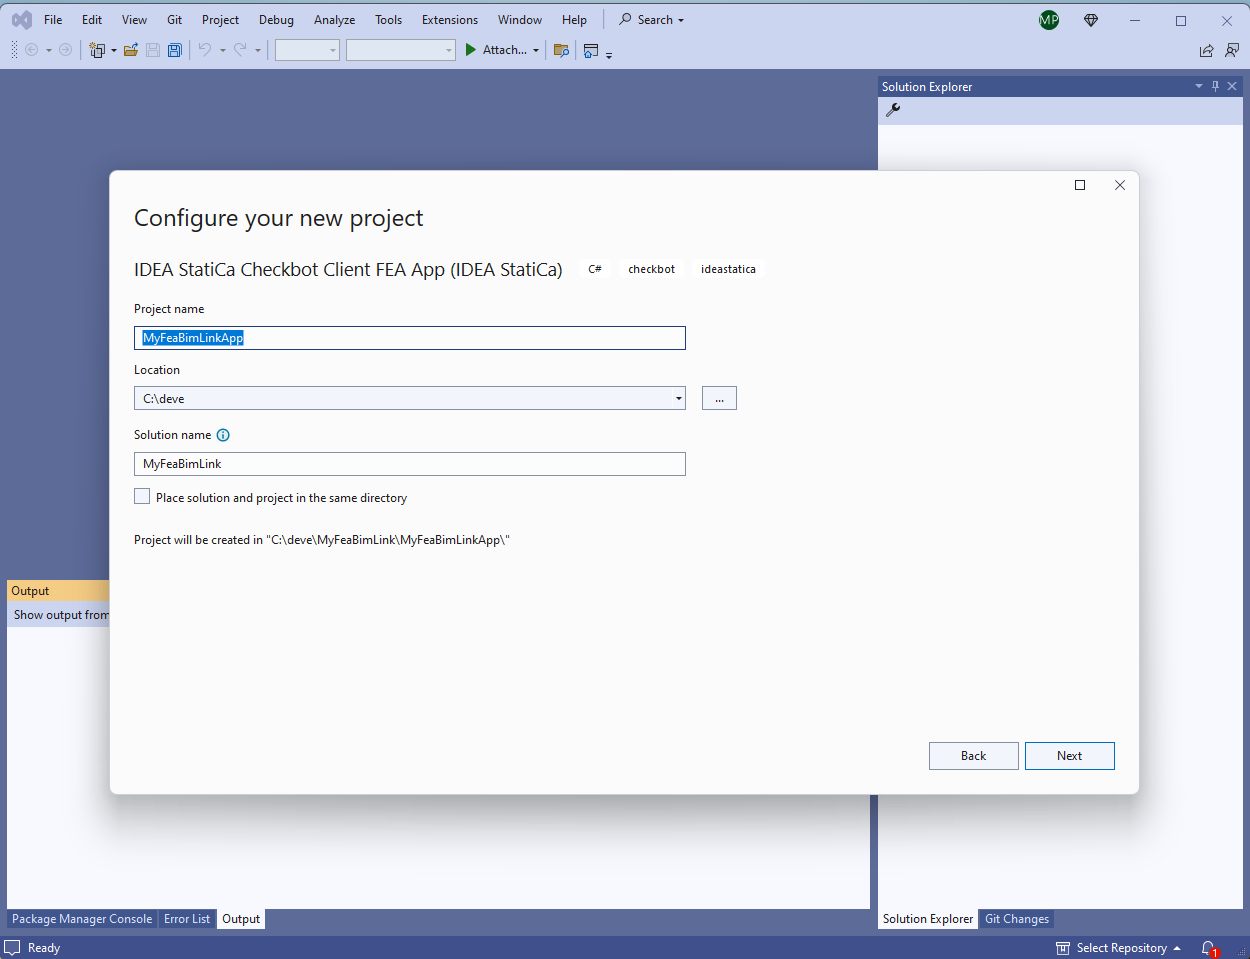 File Edit View Git Project Debug Analyze Tools Extensions Window Help Search MP
Attach...
Solution Explorer
Configure your new project
IDEA StatiCa Checkbot Client FEA App (IDEA StatiCa) C# checkbot ideastatica
Project name
MyFeaBimLinkApp
Location
C:\deve ...
Solution name
MyFeaBimLink
Place solution and project in the same directory
Project will be created in "C:\deve\MyFeaBimLink\MyFeaBimLinkApp\"
Output
Show output from
Back Next
Package Manager Console Error List Output Solution Explorer Git Changes
Ready Select Repository 1